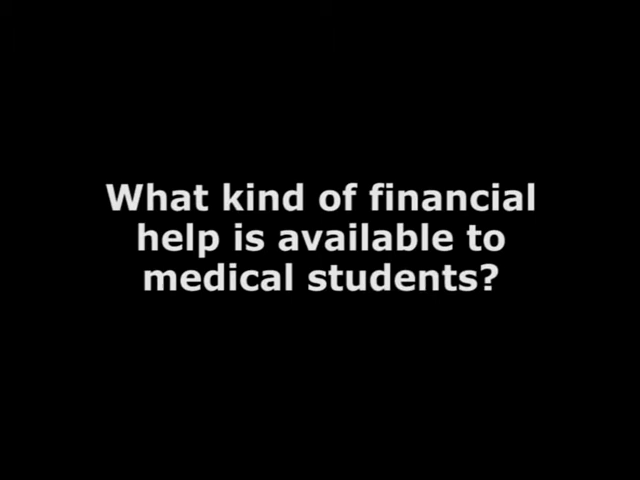 What kind of financial
help is available to
medical students?